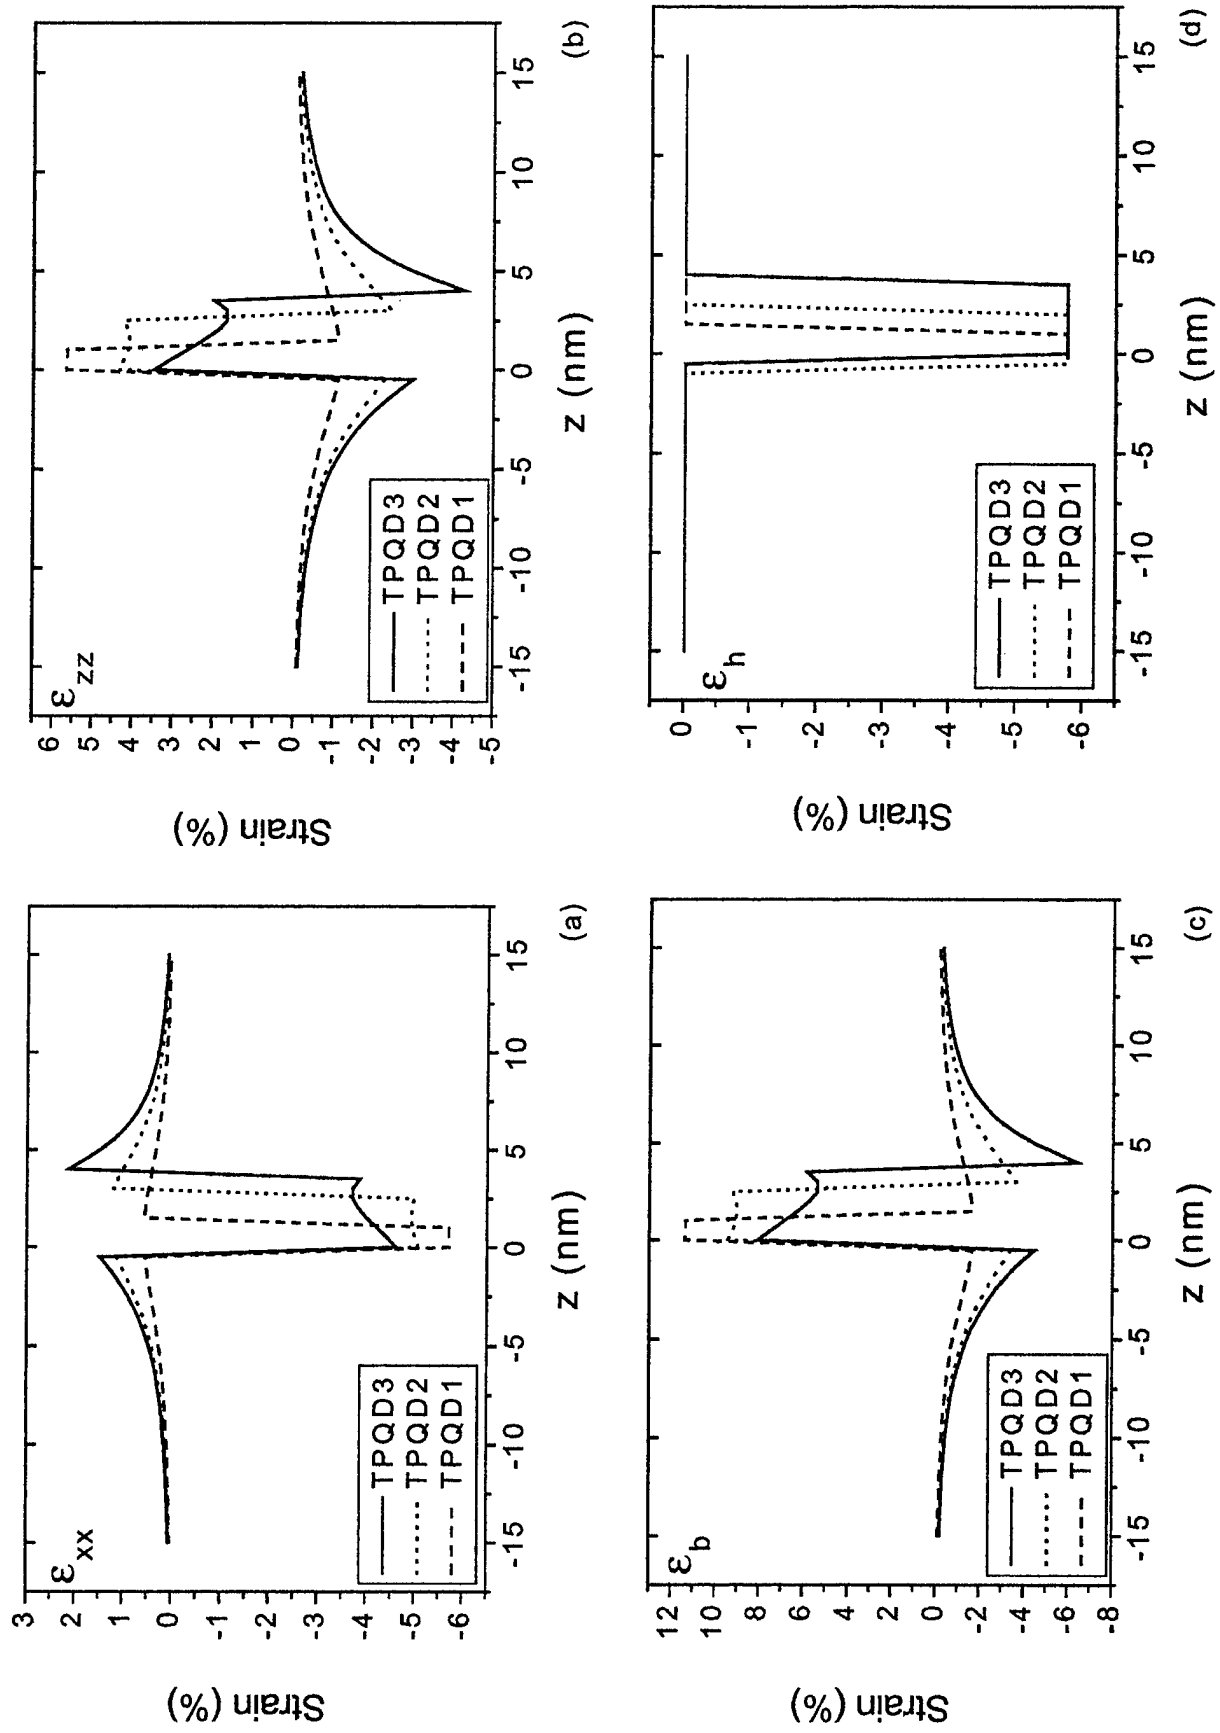 ε_xx
Strain (%)
3
2
1
0
-1
-2
-3
-4
-5
-6
-15
-10
-5
0
5
10
15
z (nm)
TPQD3
TPQD2
TPQD1
(a)
ε_zz
Strain (%)
6
5
4
3
2
1
0
-1
-2
-3
-4
-5
-15
-10
-5
0
5
10
15
z (nm)
TPQD3
TPQD2
TPQD1
(b)
ε_b
Strain (%)
12
10
8
6
4
2
0
-2
-4
-6
-8
-15
-10
-5
0
5
10
15
z (nm)
TPQD3
TPQD2
TPQD1
(c)
ε_h
Strain (%)
0
-1
-2
-3
-4
-5
-6
-15
-10
-5
0
5
10
15
z (nm)
TPQD3
TPQD2
TPQD1
(d)